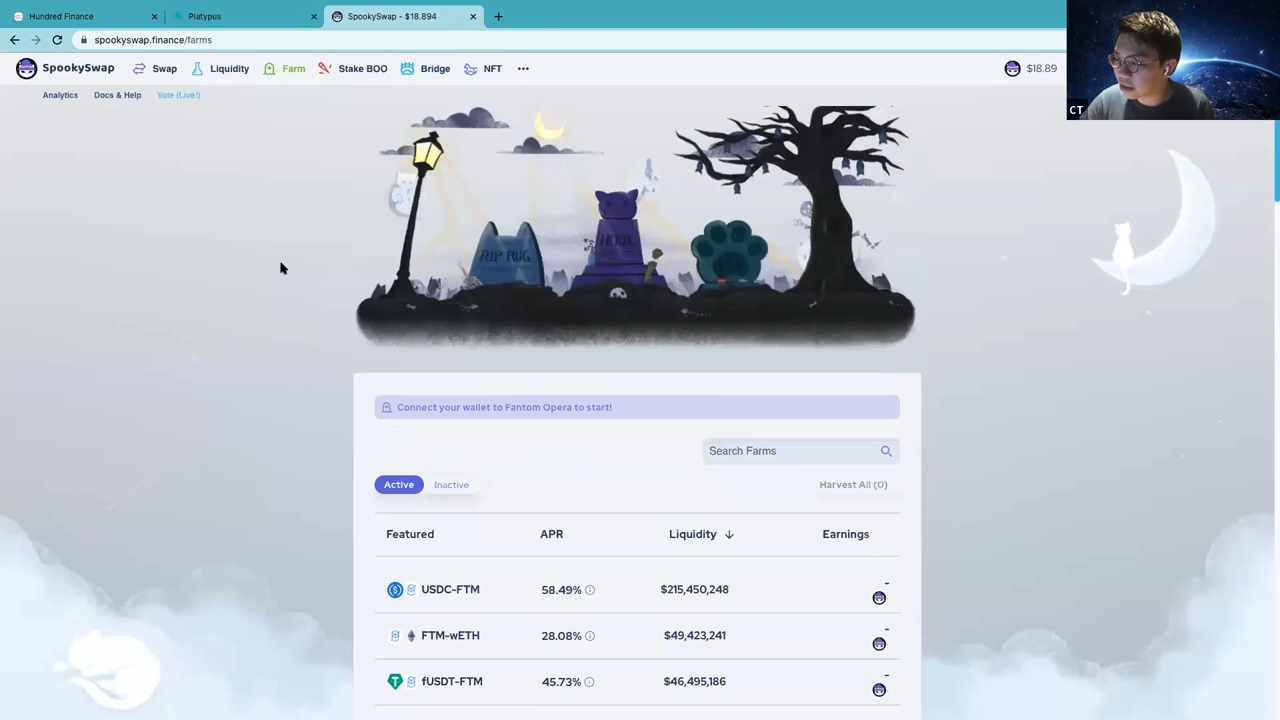 Hundred Finance
Platypus
SpookySwap - $18.894
spookyswap.finance/farms
SpookySwap
Swap
Liquidity
Farm
Stake BOO
Bridge
NFT
$18.89
CT
Analytics
Docs & Help
Vote (Live!)
RIP RUG
HODL
Connect your wallet to Fantom Opera to start!
Search Farms
Active
Inactive
Harvest All (0)
Featured APR Liquidity Earnings
USDC-FTM 58.49% $215,450,248 -
FTM-wETH 28.08% $49,423,241 -
fUSDT-FTM 45.73% $46,495,186 -